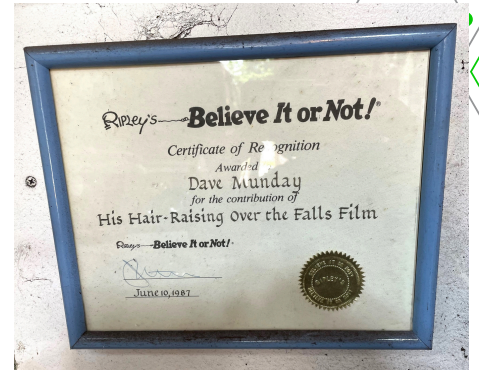 Ripley's Believe It or Not!®
Certificate of Recognition
Awarded
Dave Munday
for the contribution of
His Hair-Raising Over the Falls Film
Ripley's Believe It or Not!®
June 10, 1987
RIPLEY'S